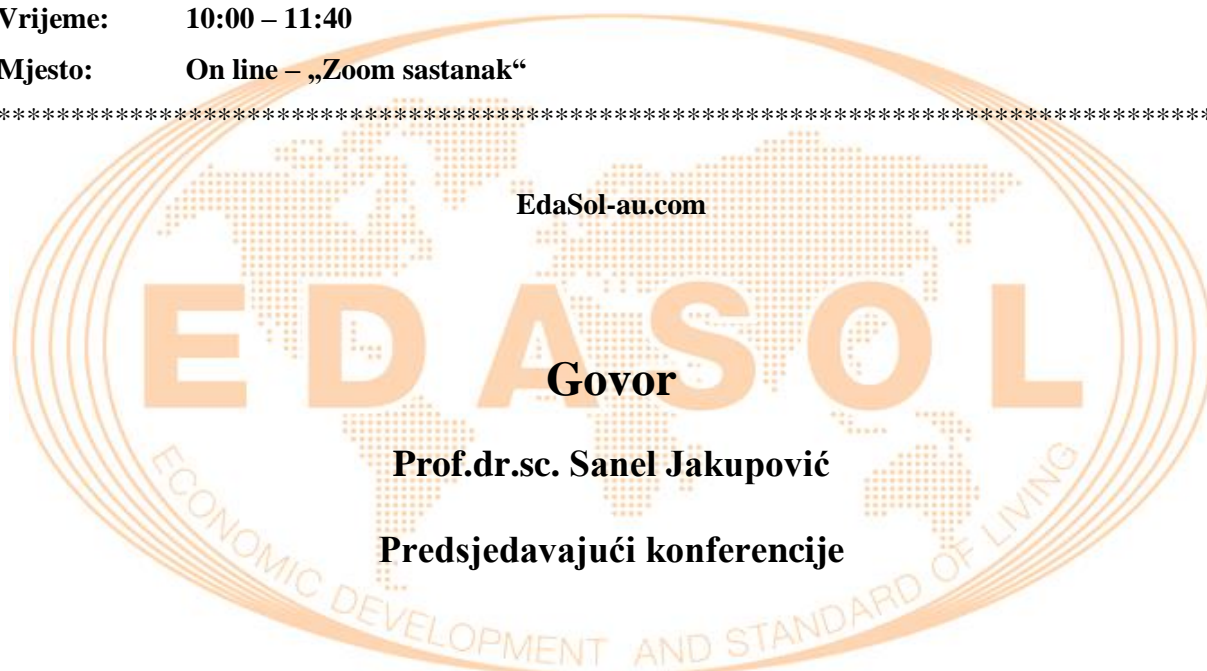 Vrijeme: 10:00 – 11:40
Mjesto: On line – „Zoom sastanak“
************************************************************************************
EdaSol-au.com
EDASOL
Govor
Prof.dr.sc. Sanel Jakupović
Predsjedavajući konferencije
ECONOMIC DEVELOPMENT AND STANDARD OF LIVING